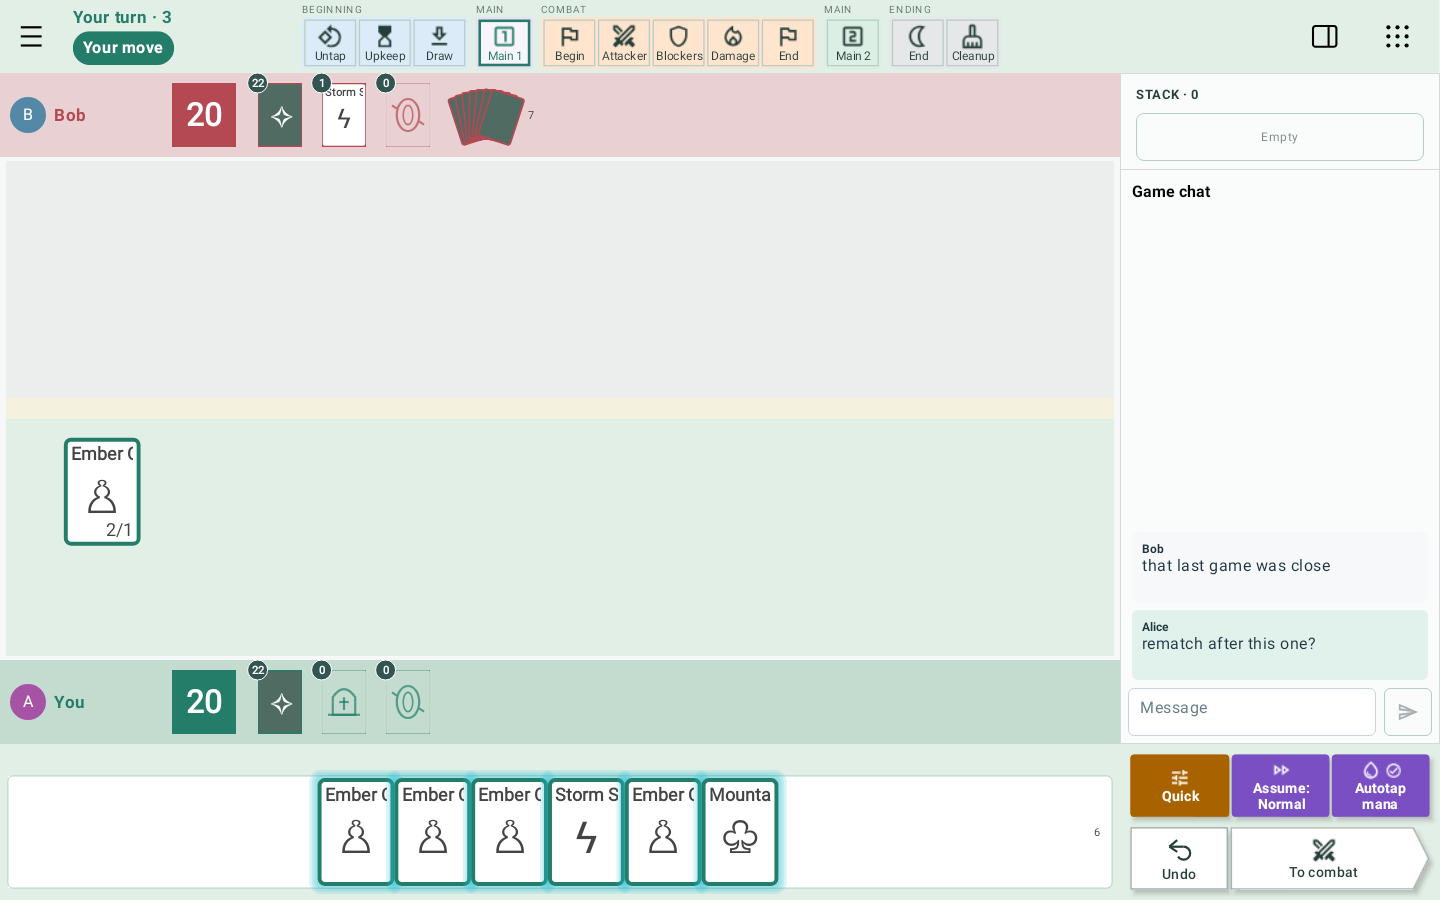 Your turn · 3
Your move
BEGINNING
Untap
Upkeep
Draw
MAIN
1
Main 1
COMBAT
Begin
Attacker
Blockers
Damage
End
MAIN
2
Main 2
ENDING
End
Cleanup
B
Bob
20
22
1
Storm S
0
7
STACK · 0
Empty
Game chat
Ember C
2/1
Bob
that last game was close
Alice
rematch after this one?
Message
A
You
20
22
0
0
Ember C
Ember C
Ember C
Storm S
Ember C
Mounta
6
Quick
Assume:
Normal
Autotap
mana
Undo
To combat